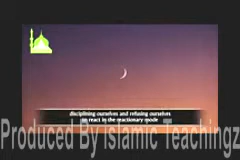 disciplining ourselves and refusing ourselves
to react in the reactionary mode
Produced By Islamic Teachingz